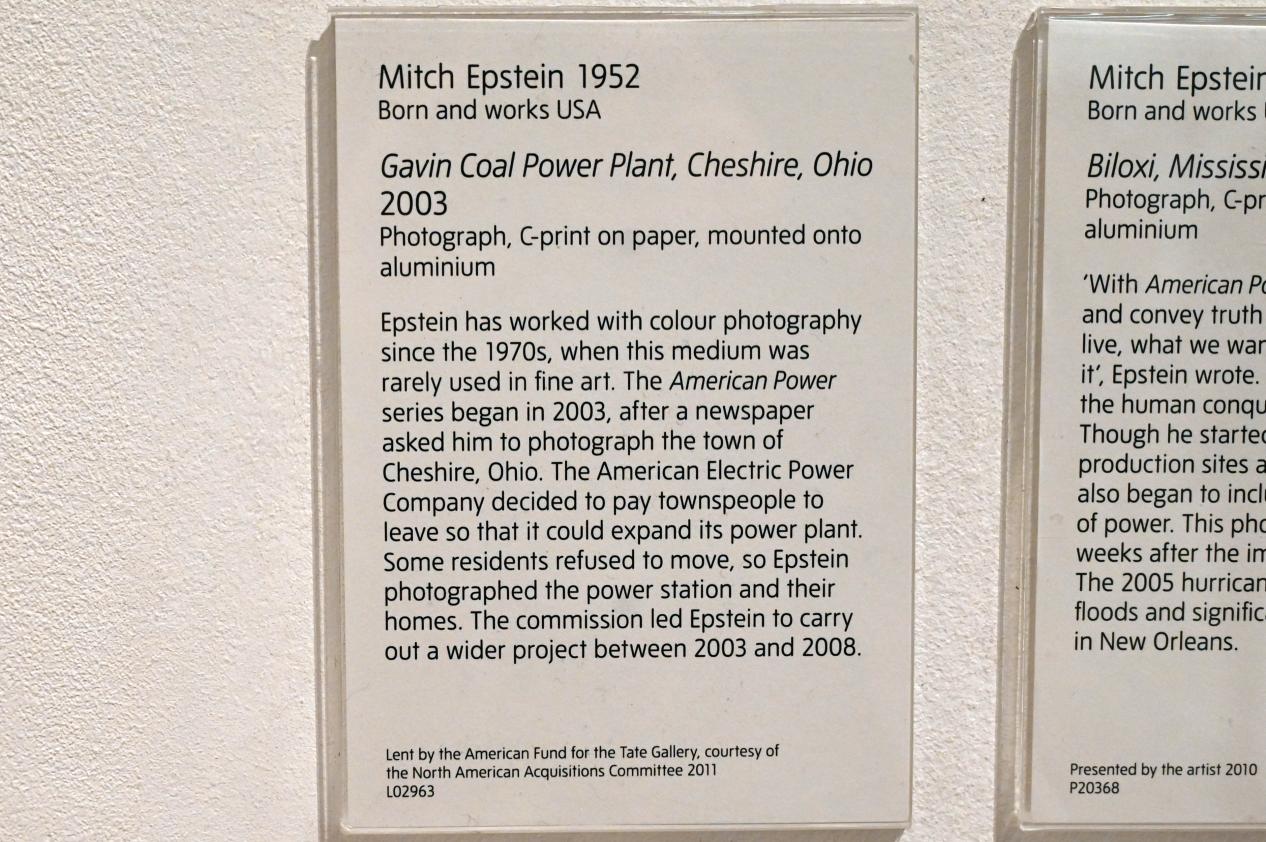 Mitch Epstein 1952
Born and works USA
Gavin Coal Power Plant, Cheshire, Ohio
2003
Photograph, C-print on paper, mounted onto
aluminium
Epstein has worked with colour photography
since the 1970s, when this medium was
rarely used in fine art. The American Power
series began in 2003, after a newspaper
asked him to photograph the town of
Cheshire, Ohio. The American Electric Power
Company decided to pay townspeople to
leave so that it could expand its power plant.
Some residents refused to move, so Epstein
photographed the power station and their
homes. The commission led Epstein to carry
out a wider project between 2003 and 2008.
Lent by the American Fund for the Tate Gallery, courtesy of
the North American Acquisitions Committee 2011
L02963
Mitch Epstein
Born and works
Biloxi,
Photograph,
aluminium
'With American
and convey truth
live, what we
it', Epstein wrote.
the human
Though he started
production sites
also began to
of power. This
weeks after the
The 2005
floods and
in New Orleans.
Presented by the artist 2010
P20368